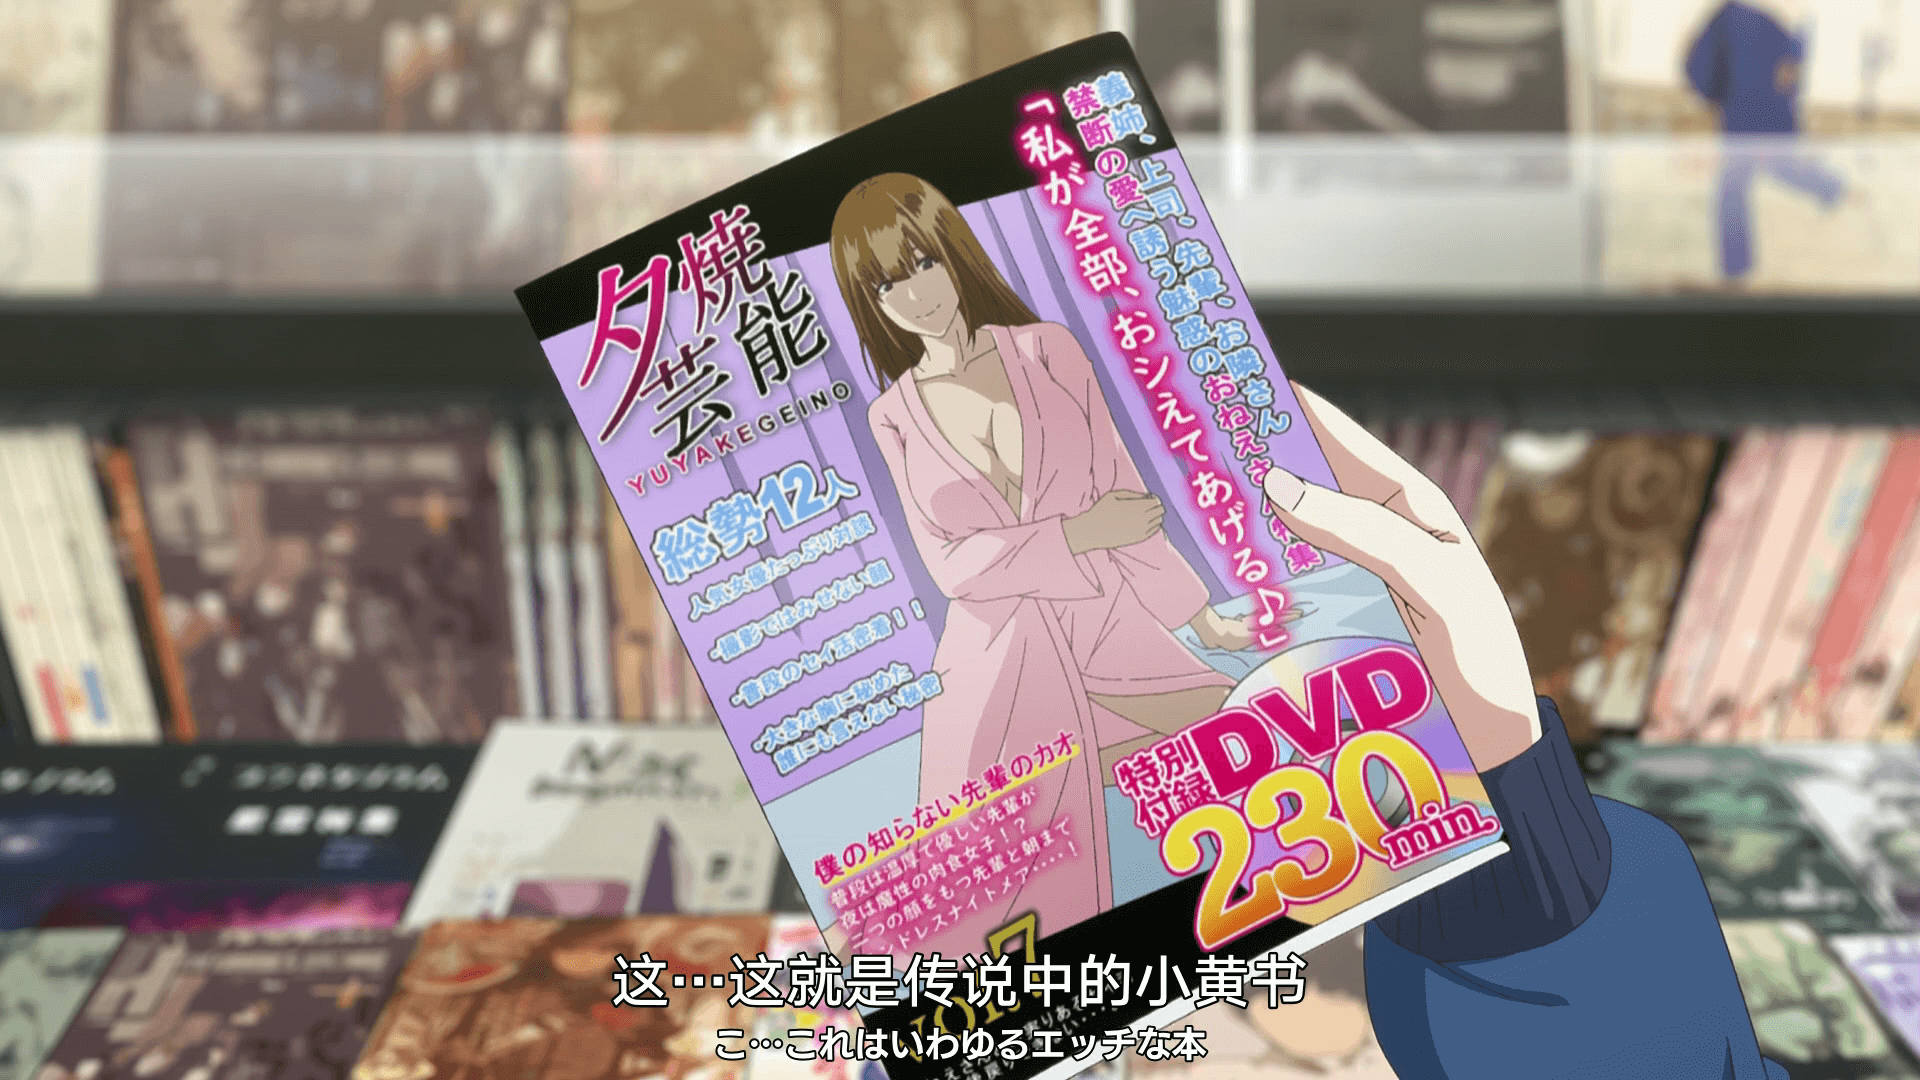 義姉、上司、先輩、お隣さん
禁断の愛へ誘う魅惑のおねえさん特集
「私が全部、おシえてあげる♪」
夕焼
芸能
YUYAKEGEINO
総勢12人
人気女優たっぷり対談
・撮影ではみせない顔
・普段のセイ活密着！！
・大きな胸に秘めた
誰にも言えない秘密
僕の知らない先輩のカオ
普段は温厚で優しい先輩が
夜は魔性の肉食女子!?
二つの顔をもつ先輩と朝まで
ンドレスナイトメア・・・・！
特別
付録
DVD
230min.
Vol.7
这…这就是传说中的小黄书
こ…これはいわゆるエッチな本